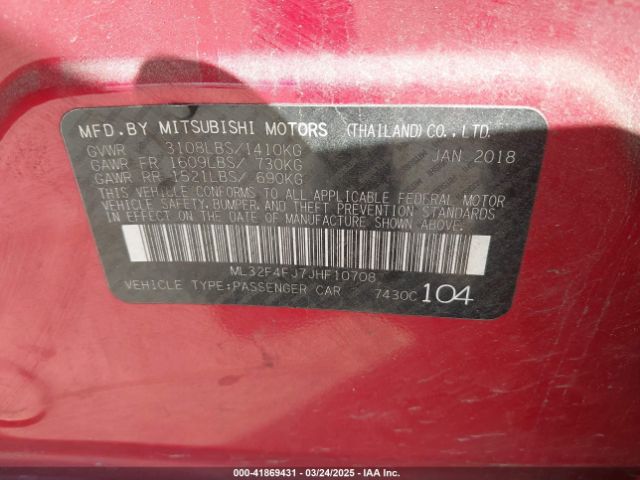 MFD.BY MITSUBISHI MOTORS (THAILAND)CO.,LTD.
GVWR 3108LBS/1410KG JAN 2018
GAWR FR 1609LBS/ 730KG
GAWR RR 1521LBS/ 690KG
THIS VEHICLE CONFORMS TO ALL APPLICABLE FEDERAL MOTOR
VEHICLE SAFETY,BUMPER,AND THEFT PREVENTION STANDARDS
IN EFFECT ON THE DATE OF MANUFACTURE SHOWN ABOVE.
ML32F4FJ7JHF10708
VEHICLE TYPE:PASSENGER CAR 7430C 104
000-41869431 - 03/24/2025 - IAA Inc.